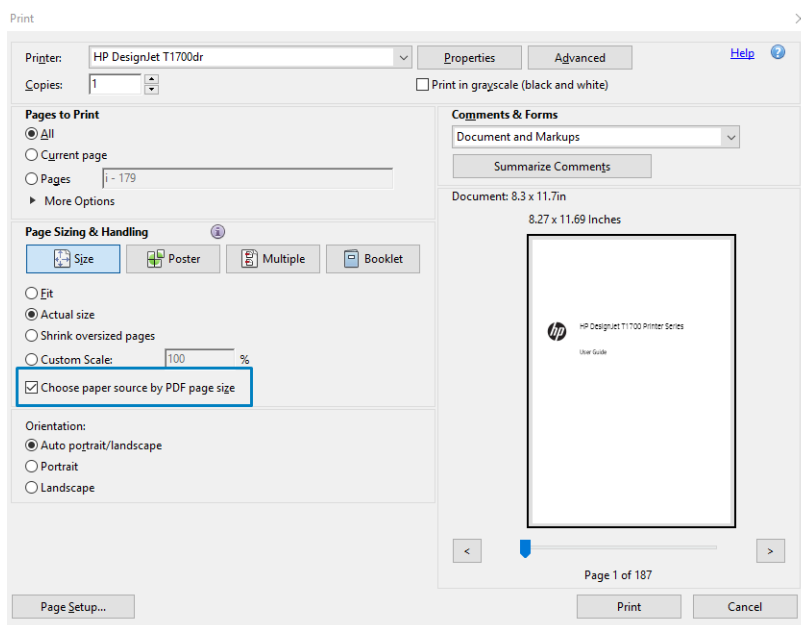 Print
Printer: HP DesignJet T1700dr Properties Advanced Help
Copies: 1 Print in grayscale (black and white)
Pages to Print
All
Current page
Pages i - 179
More Options
Page Sizing & Handling
Size Poster Multiple Booklet
Fit
Actual size
Shrink oversized pages
Custom Scale: 100 %
Choose paper source by PDF page size
Orientation:
Auto portrait/landscape
Portrait
Landscape
Comments & Forms
Document and Markups
Summarize Comments
Document: 8.3 x 11.7in
8.27 x 11.69 Inches
hp HP DesignJet T1700 Printer Series
User Guide
< >
Page 1 of 187
Page Setup... Print Cancel